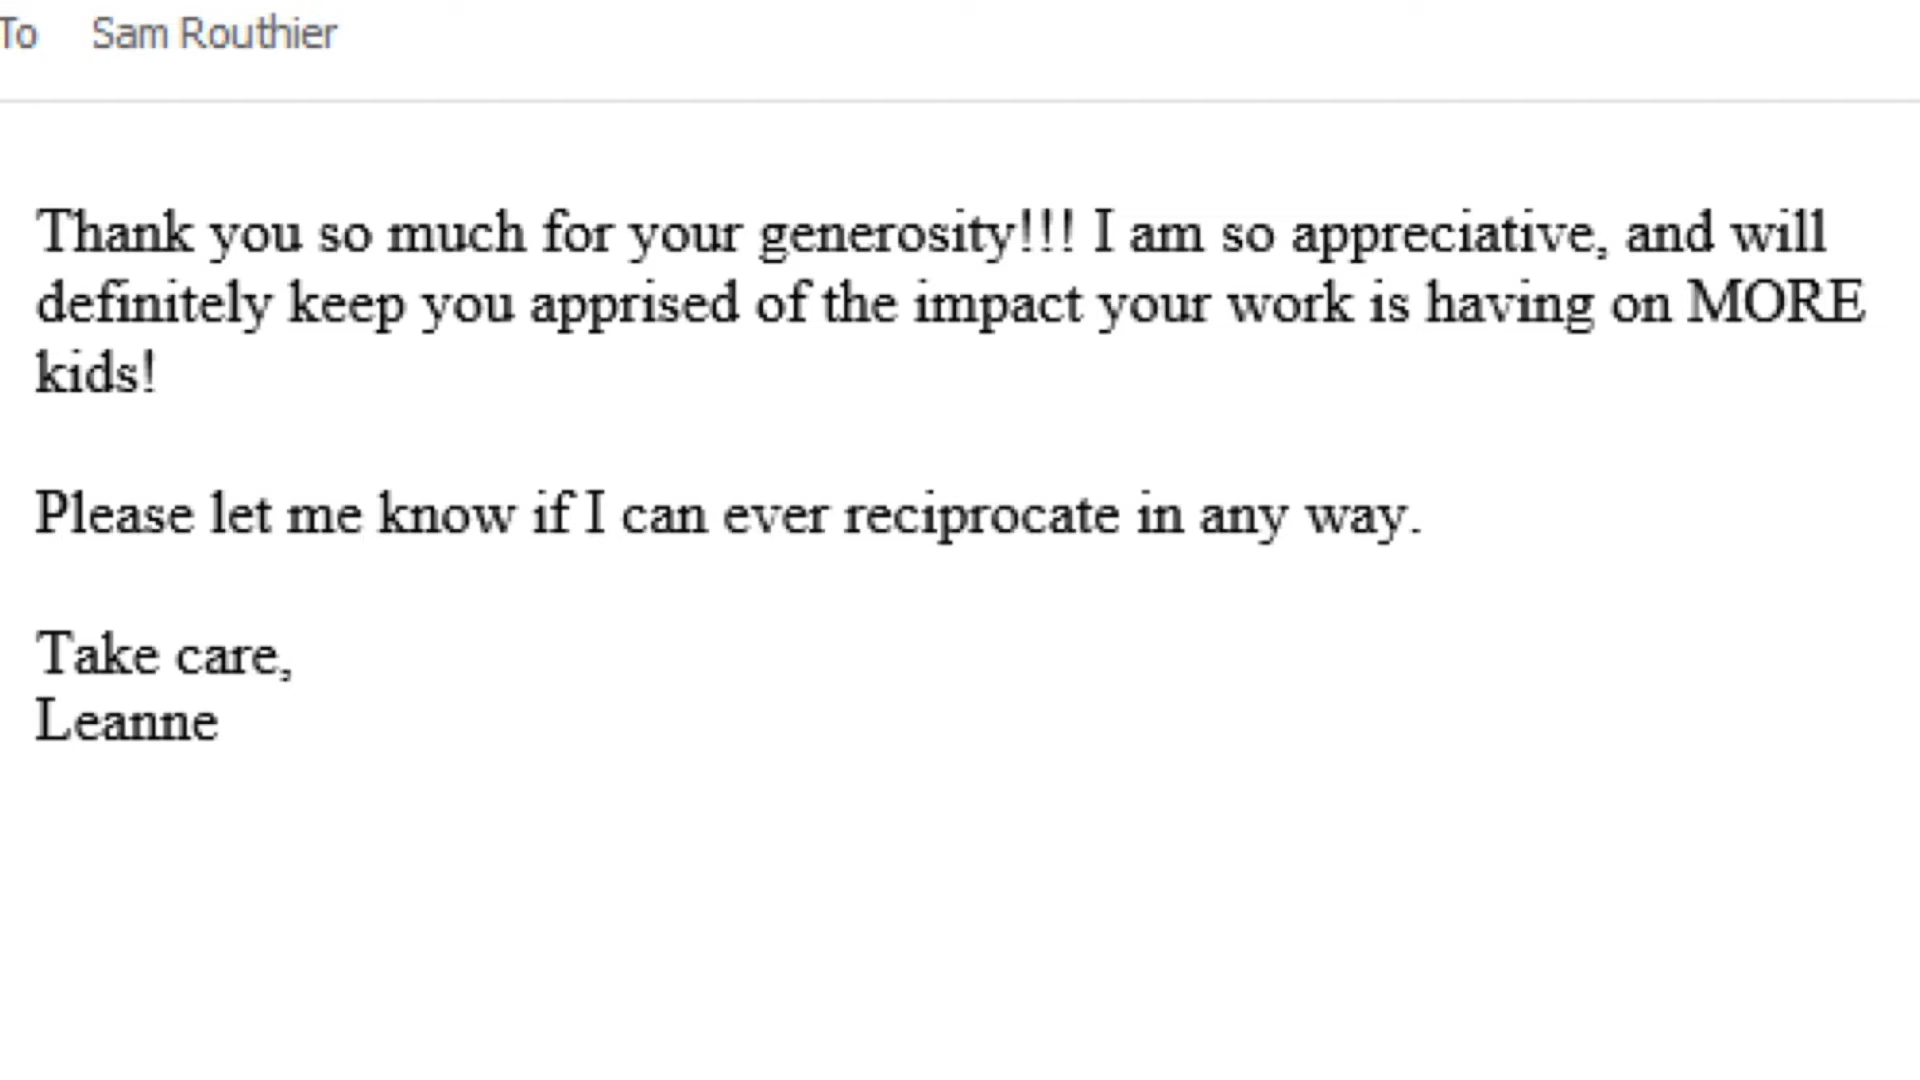 To Sam Routhier
Thank you so much for your generosity!!! I am so appreciative, and will
definitely keep you apprised of the impact your work is having on MORE
kids!
Please let me know if I can ever reciprocate in any way.
Take care,
Leanne